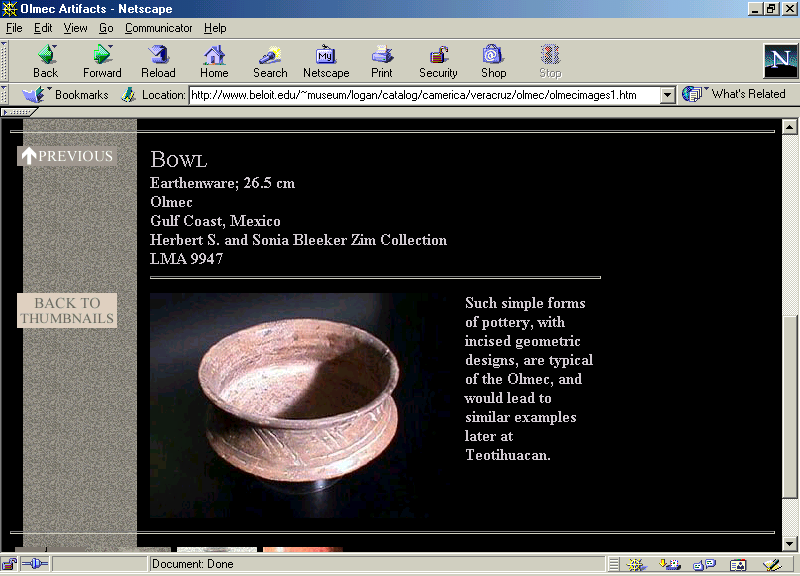 Olmec Artifacts - Netscape
File Edit View Go Communicator Help
Back Forward Reload Home Search Netscape Print Security Shop Stop
My
N
Bookmarks Location: http://www.beloit.edu/~museum/logan/catalog/camerica/veracruz/olmec/olmecimages1.htm What's Related
PREVIOUS
BOWL
Earthenware; 26.5 cm
Olmec
Gulf Coast, Mexico
Herbert S. and Sonia Bleeker Zim Collection
LMA 9947
BACK TO
THUMBNAILS
Such simple forms
of pottery, with
incised geometric
designs, are typical
of the Olmec, and
would lead to
similar examples
later at
Teotihuacan.
Document: Done